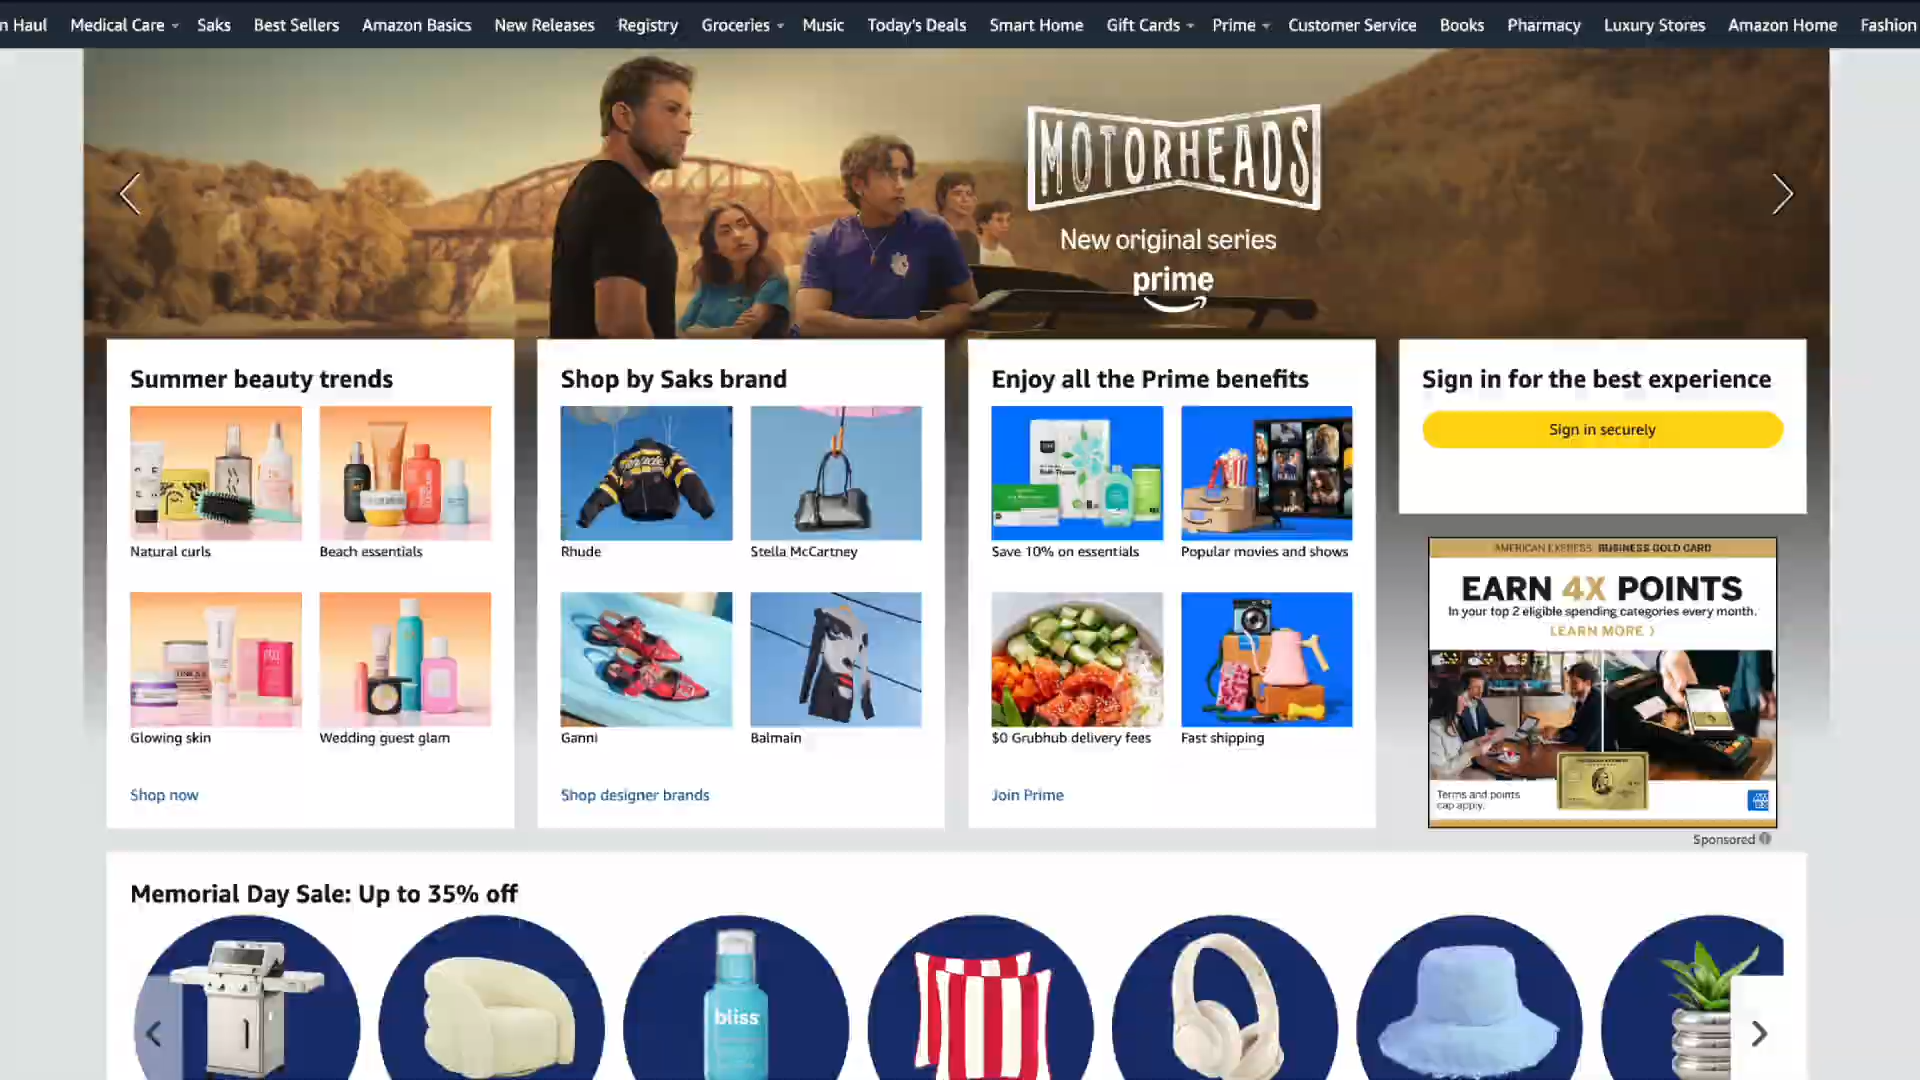 n Haul Medical Care Saks Best Sellers Amazon Basics New Releases Registry Groceries Music Today's Deals Smart Home Gift Cards Prime Customer Service Books Pharmacy Luxury Stores Amazon Home Fashion
MOTORHEADS
New original series
prime
Summer beauty trends
Natural curls
Beach essentials
Glowing skin
Wedding guest glam
Shop now
Shop by Saks brand
Rhude
Stella McCartney
Ganni
Balmain
Shop designer brands
Enjoy all the Prime benefits
Save 10% on essentials
Popular movies and shows
$0 Grubhub delivery fees
Fast shipping
Join Prime
Sign in for the best experience
Sign in securely
AMERICAN EXPRESS BUSINESS GOLD CARD
EARN 4X POINTS
In your top 2 eligible spending categories every month.
LEARN MORE >
Terms and points
cap apply.
Sponsored
Memorial Day Sale: Up to 35% off
bliss